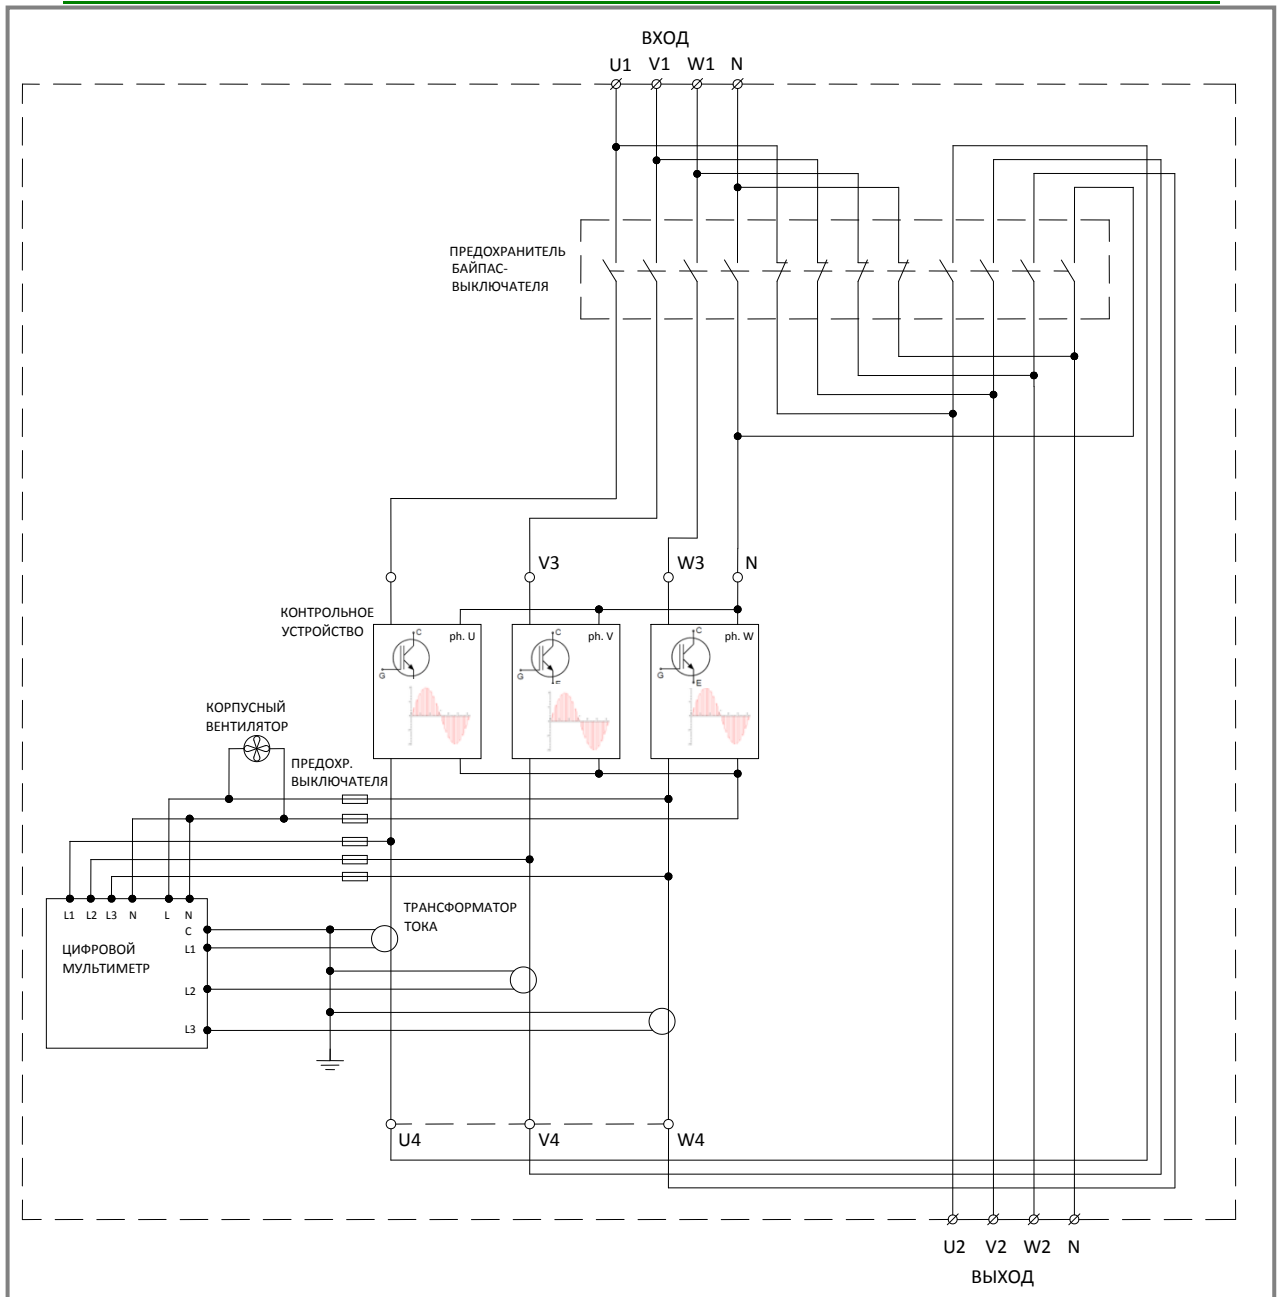 ВХОД
U1 V1 W1 N
ПРЕДОХРАНИТЕЛЬ
БАЙПАС-
ВЫКЛЮЧАТЕЛЯ
V3 W3 N
КОНТРОЛЬНОЕ
УСТРОЙСТВО
C ph. U
G
C ph. V
G
E
C ph. W
G
E
КОРПУСНЫЙ
ВЕНТИЛЯТОР
ПРЕДОХР.
ВЫКЛЮЧАТЕЛЯ
L1 L2 L3 N L N
C
L1
L2
L3
ЦИФРОВОЙ
МУЛЬТИМЕТР
ТРАНСФОРМАТОР
ТОКА
U4 V4 W4
U2 V2 W2 N
ВЫХОД